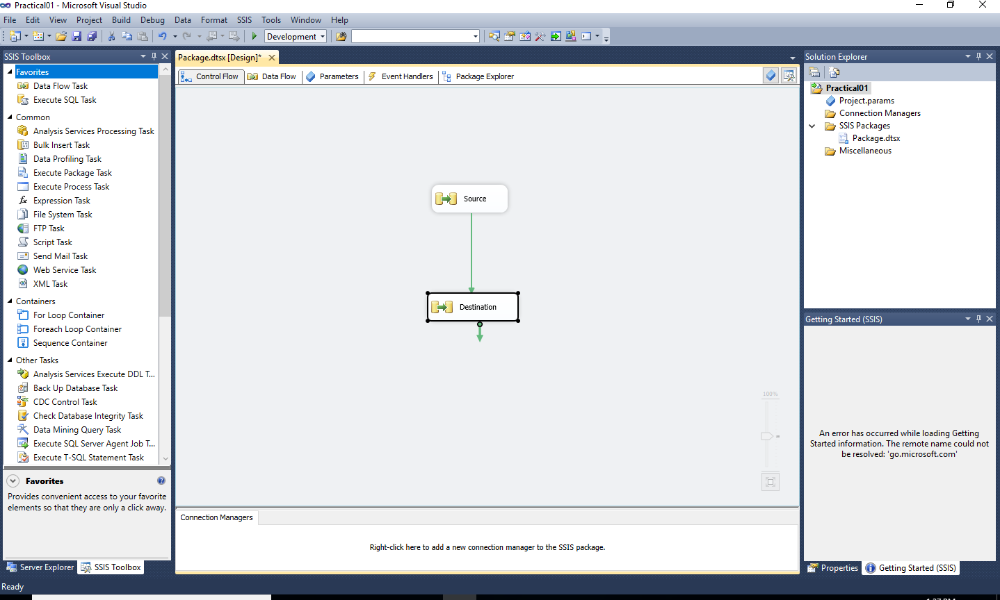 Practical01 - Microsoft Visual Studio
File Edit View Project Build Debug Data Format SSIS Tools Window Help
Development
SSIS Toolbox
Favorites
Data Flow Task
Execute SQL Task
Common
Analysis Services Processing Task
Bulk Insert Task
Data Profiling Task
Execute Package Task
Execute Process Task
Expression Task
File System Task
FTP Task
Script Task
Send Mail Task
Web Service Task
XML Task
Containers
For Loop Container
Foreach Loop Container
Sequence Container
Other Tasks
Analysis Services Execute DDL T...
Back Up Database Task
CDC Control Task
Check Database Integrity Task
Data Mining Query Task
Execute SQL Server Agent Job T...
Execute T-SQL Statement Task
Favorites
Provides convenient access to your favorite
elements so that they are only a click away.
Server Explorer SSIS Toolbox
Package.dtsx [Design]*
Control Flow Data Flow Parameters Event Handlers Package Explorer
Source
Destination
100%
Connection Managers
Right-click here to add a new connection manager to the SSIS package.
Solution Explorer
Practical01
Project.params
Connection Managers
SSIS Packages
Package.dtsx
Miscellaneous
Getting Started (SSIS)
An error has occurred while loading Getting
Started information. The remote name could not
be resolved: 'go.microsoft.com'
Properties Getting Started (SSIS)
Ready